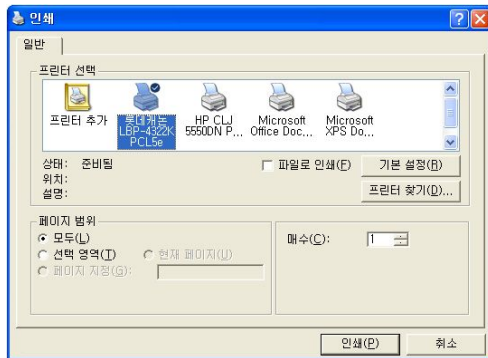 인쇄
일반
프린터 선택
프린터 추가
롯데캐논 LBP-4322K PCL5e
HP CLJ 5550DN P...
Microsoft Office Doc...
Microsoft XPS Do...
상태: 준비됨
위치:
설명:
파일로 인쇄(F)
기본 설정(R)
프린터 찾기(D)...
페이지 범위
모두(L)
선택 영역(T)
현재 페이지(U)
페이지 지정(G):
매수(C):
1
인쇄(P)
취소